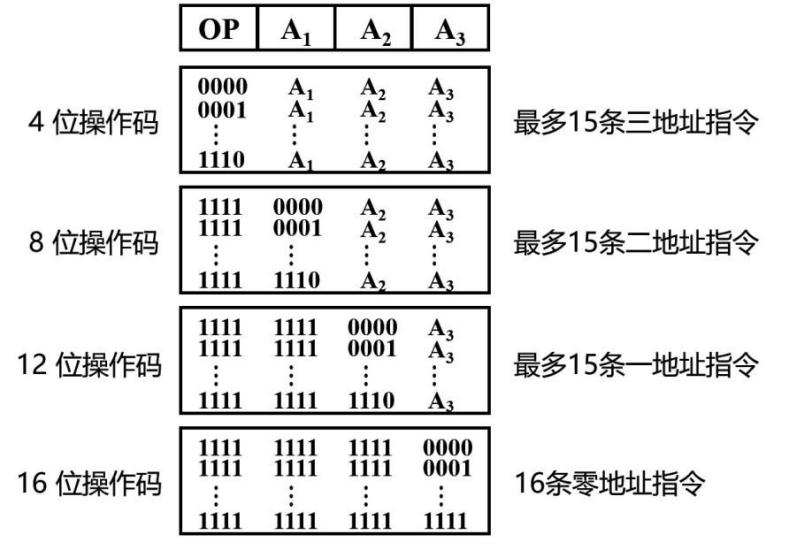 OP A₁ A₂ A₃
4 位操作码
0000 A₁ A₂ A₃
0001 A₁ A₂ A₃
⋮ ⋮ ⋮ ⋮
1110 A₁ A₂ A₃
最多15条三地址指令
8 位操作码
1111 0000 A₂ A₃
1111 0001 A₂ A₃
⋮ ⋮ ⋮ ⋮
1111 1110 A₂ A₃
最多15条二地址指令
12 位操作码
1111 1111 0000 A₃
1111 1111 0001 A₃
⋮ ⋮ ⋮ ⋮
1111 1111 1110 A₃
最多15条一地址指令
16 位操作码
1111 1111 1111 0000
1111 1111 1111 0001
⋮ ⋮ ⋮ ⋮
1111 1111 1111 1111
16条零地址指令